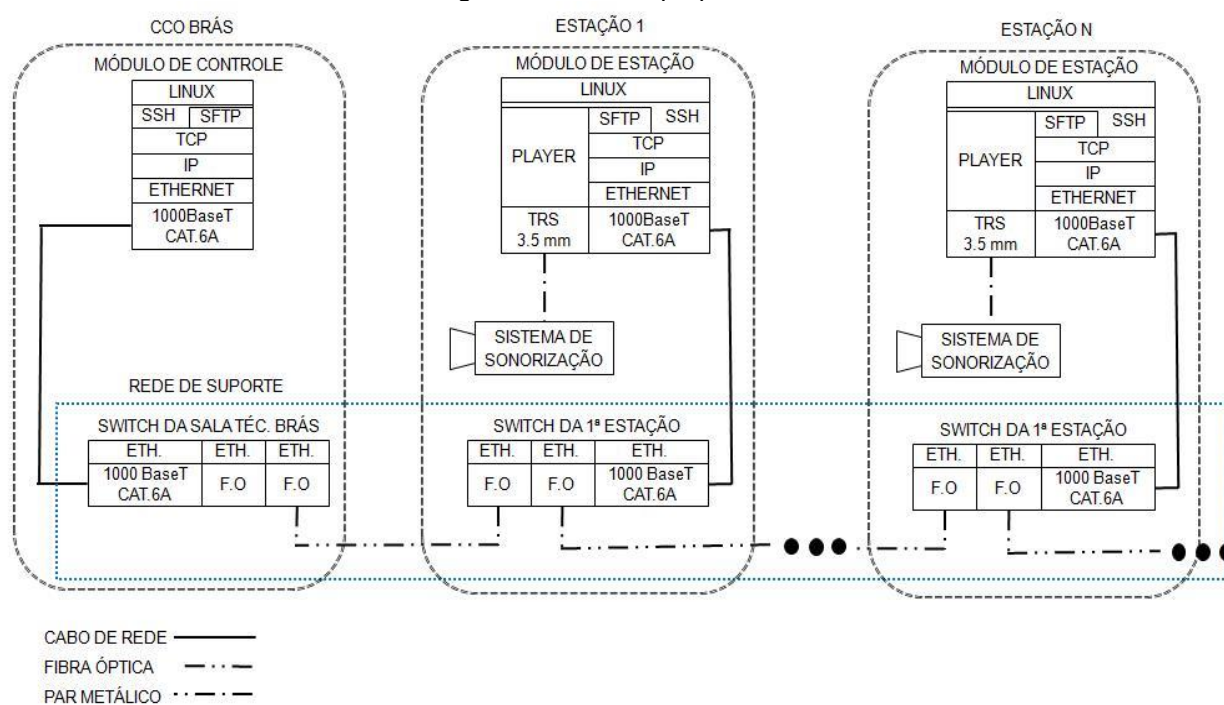 CCO BRÁS
MÓDULO DE CONTROLE
LINUX
SSH SFTP
TCP
IP
ETHERNET
1000BaseT
CAT.6A
ESTAÇÃO 1
MÓDULO DE ESTAÇÃO
LINUX
PLAYER
SFTP SSH
TCP
IP
ETHERNET
TRS
3.5 mm
1000BaseT
CAT.6A
SISTEMA DE
SONORIZAÇÃO
ESTAÇÃO N
MÓDULO DE ESTAÇÃO
LINUX
PLAYER
SFTP SSH
TCP
IP
ETHERNET
TRS
3.5 mm
1000BaseT
CAT.6A
SISTEMA DE
SONORIZAÇÃO
REDE DE SUPORTE
SWITCH DA SALA TÉC. BRÁS
ETH. ETH. ETH.
1000 BaseT
CAT.6A
F.O F.O
SWITCH DA 1ª ESTAÇÃO
ETH. ETH. ETH.
F.O F.O
1000 BaseT
CAT.6A
SWITCH DA 1ª ESTAÇÃO
ETH. ETH. ETH.
F.O F.O
1000 BaseT
CAT.6A
CABO DE REDE
FIBRA ÓPTICA
PAR METÁLICO